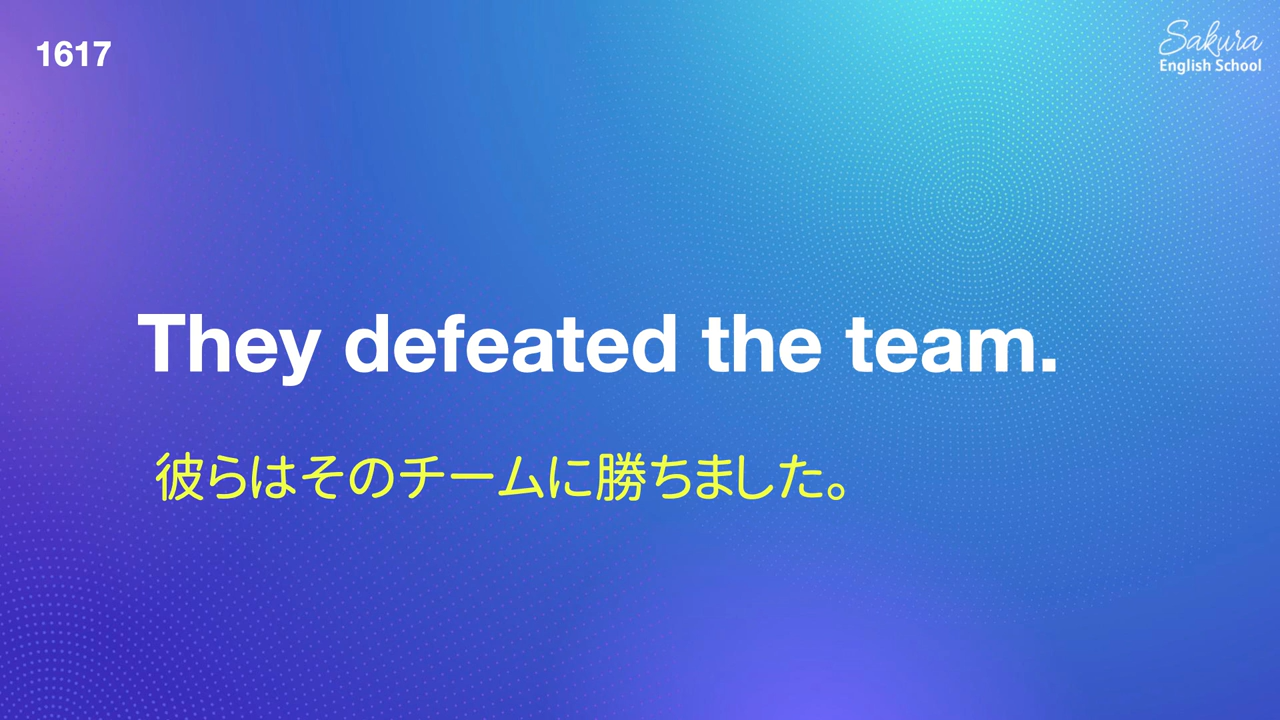 1617
Sakura
English School
They defeated the team.
彼らはそのチームに勝ちました。